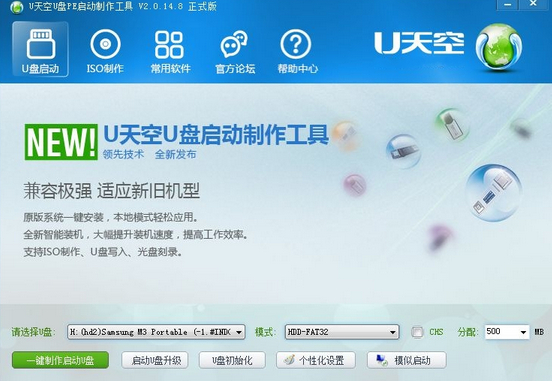 U天空U盘PE启动制作工具 V2.0.14.8 正式版
U盘启动 ISO制作 常用软件 官方论坛 帮助中心 U天空
NEW! U天空U盘启动制作工具
领先技术 全新发布
兼容极强 适应新旧机型
原版系统一键安装，本地模式轻松应用。
全新智能装机，大幅提升装机速度，提高工作效率。
支持ISO制作、U盘写入、光盘刻录。
请选择U盘: H:(hd2)Samsung M3 Portable (-1.#IND( 模式: HDD-FAT32 CHS 分配: 500 MB
一键制作启动U盘 启动U盘升级 U盘初始化 个性化设置 模似启动